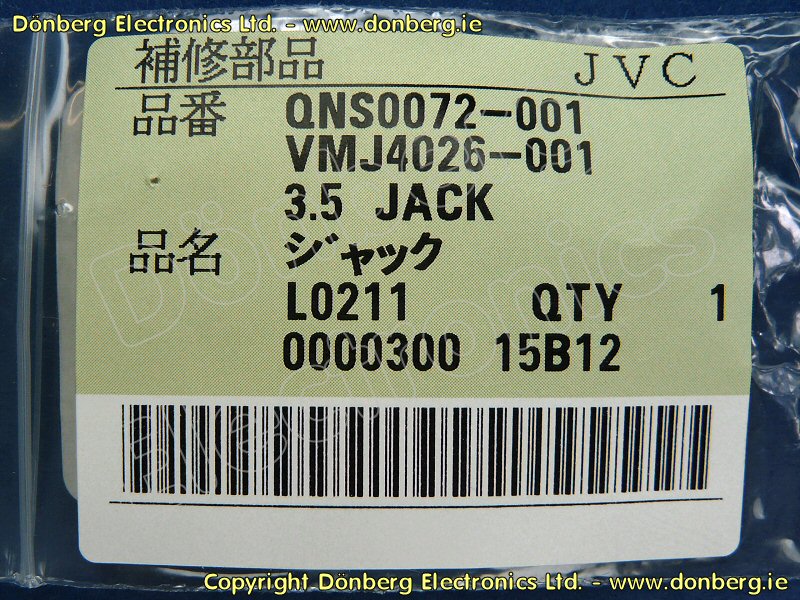 Dönberg Electronics Ltd. - www.donberg.ie
補修部品 JVC
品番 QNS0072-001
VMJ4026-001
3.5 JACK
品名 ジャック
L0211 QTY 1
0000300 15B12
Dönberg
Electronics
Copyright Dönberg Electronics Ltd. - www.donberg.ie